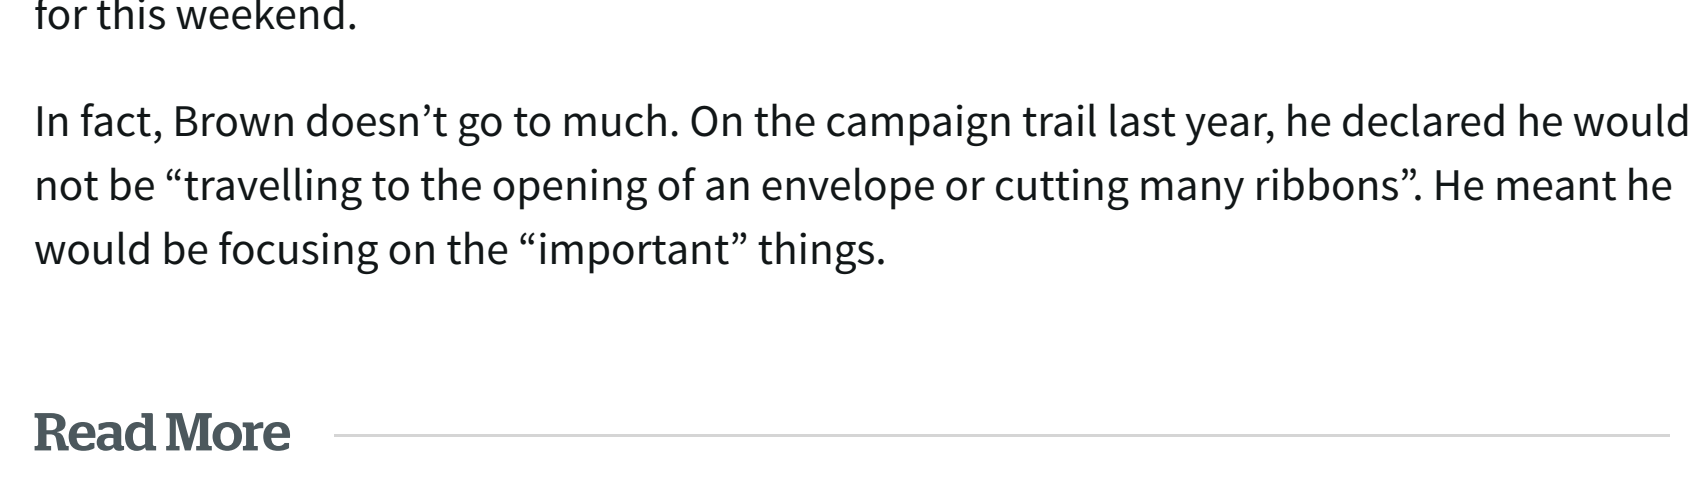 for this weekend.
In fact, Brown doesn’t go to much. On the campaign trail last year, he declared he would
not be “travelling to the opening of an envelope or cutting many ribbons”. He meant he
would be focusing on the “important” things.
Read More